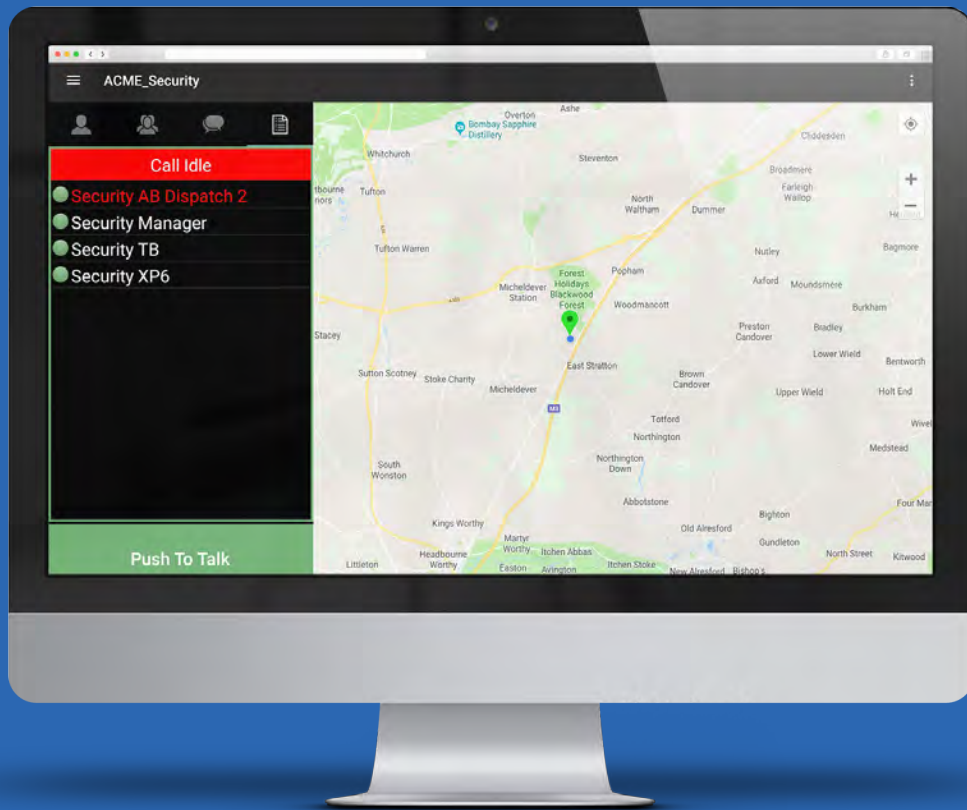 ACME_Security
Call Idle
Security AB Dispatch 2
Security Manager
Security TB
Security XP6
Push To Talk
Overton
Ashe
Bombay Sapphire
Distillery
Cliddesden
Whitchurch
Steventon
Broadmere
Farleigh
Wallop
Tufton
North
Waltham
Dummer
Tufton Warren
Nutley
Bagmore
Popham
Forest
Holidays
Blackwood
Forest
Micheldever
Station
Axford
Moundsmere
Woodmancott
Burkham
Stacey
Preston
Candover
Bradley
Lower Wield
Bentworth
East Stratton
Sutton Scotney
Stoke Charity
Micheldever
Brown
Candover
Upper Wield
Holt End
M3
Totford
Northington
Medstead
South
Wonston
Northington
Down
Abbotstone
Four Mar
Bighton
Kings Worthy
Old Alresford
Gundleton
Martyr
Worthy
Itchen Abbas
North Street
Kitwood
Littleton
Headbourne
Worthy
Easton
Avington
Itchen Stoke
New Alresford
Bishop's